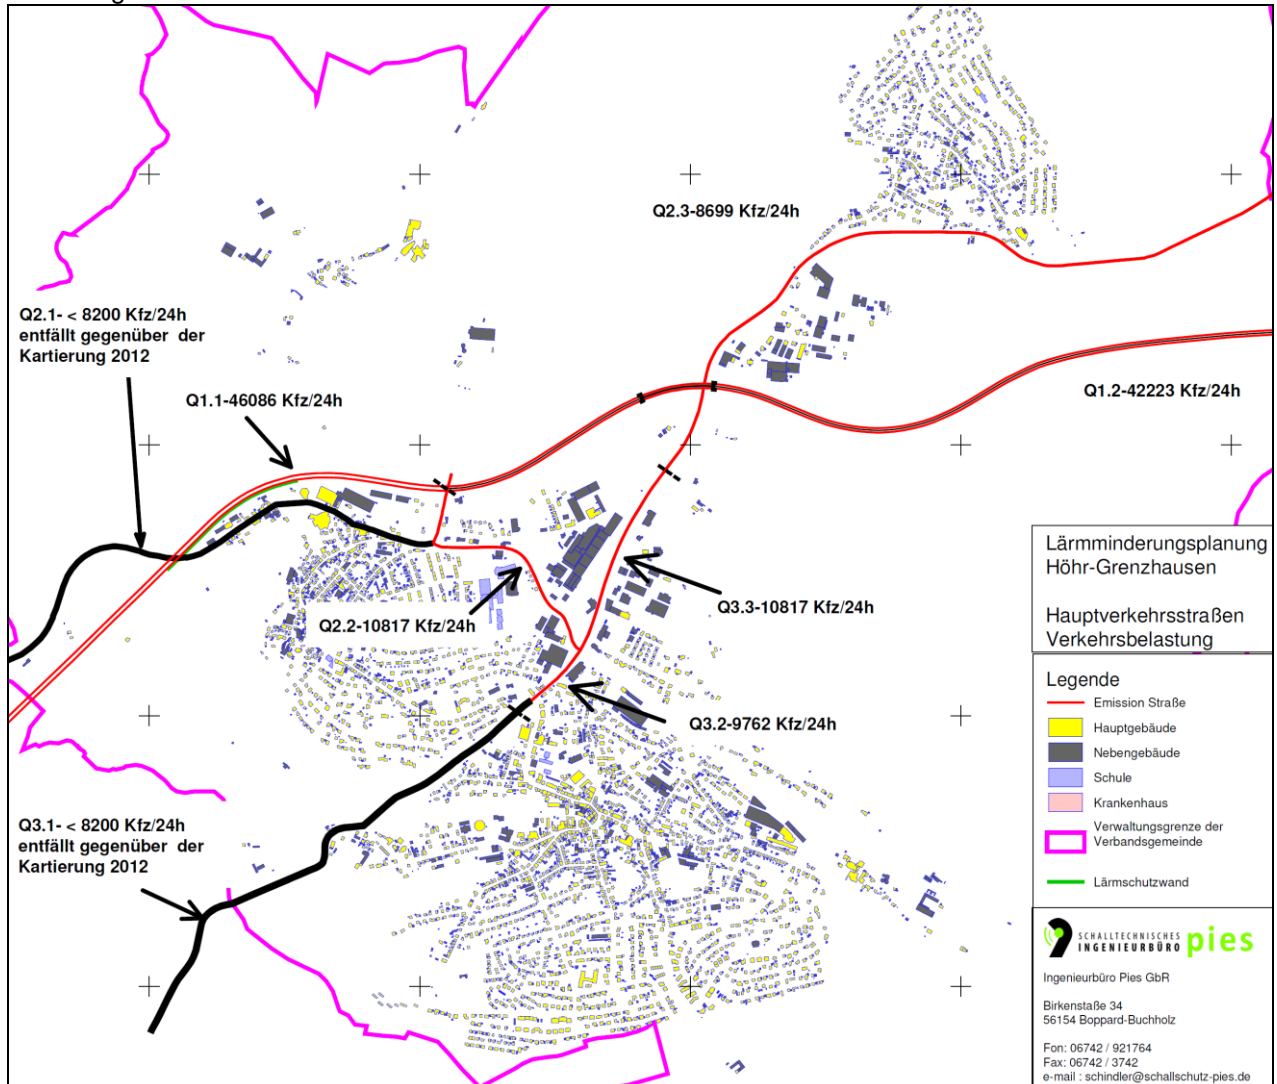 Q2.3-8699 Kfz/24h
Q2.1- < 8200 Kfz/24h
entfällt gegenüber der
Kartierung 2012
Q1.1-46086 Kfz/24h
Q1.2-42223 Kfz/24h
Q3.3-10817 Kfz/24h
Q2.2-10817 Kfz/24h
Q3.2-9762 Kfz/24h
Q3.1- < 8200 Kfz/24h
entfällt gegenüber der
Kartierung 2012
Lärmminderungsplanung
Höhr-Grenzhausen
Hauptverkehrsstraßen
Verkehrsbelastung
Legende
Emission Straße
Hauptgebäude
Nebengebäude
Schule
Krankenhaus
Verwaltungsgrenze der
Verbandsgemeinde
Lärmschutzwand
SCHALLTECHNISCHES
INGENIEURBÜRO pies
Ingenieurbüro Pies GbR
Birkenstaße 34
56154 Boppard-Buchholz
Fon: 06742 / 921764
Fax: 06742 / 3742
e-mail : schindler@schallschutz-pies.de